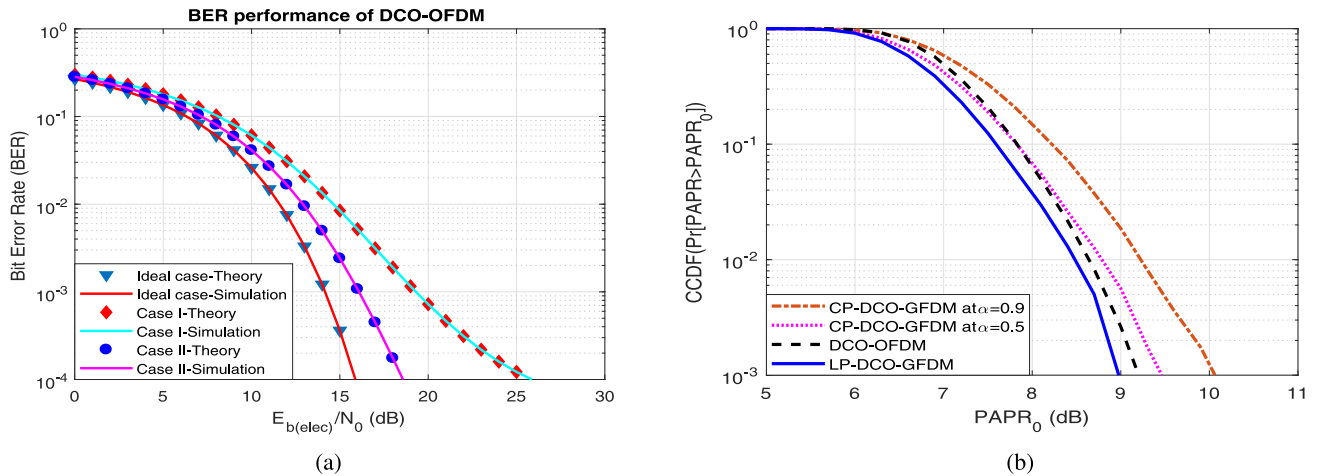 BER performance of DCO-OFDM
10^0
10^-1
10^-2
10^-3
10^-4
Bit Error Rate (BER)
Ideal case-Theory
Ideal case-Simulation
Case I-Theory
Case I-Simulation
Case II-Theory
Case II-Simulation
0 5 10 15 20 25 30
E_b(elec)/N_0 (dB)
(a)
10^0
10^-1
10^-2
10^-3
CCDF(Pr[PAPR>PAPR_0])
CP-DCO-GFDM atα=0.9
CP-DCO-GFDM atα=0.5
DCO-OFDM
LP-DCO-GFDM
5 6 7 8 9 10 11
PAPR_0 (dB)
(b)